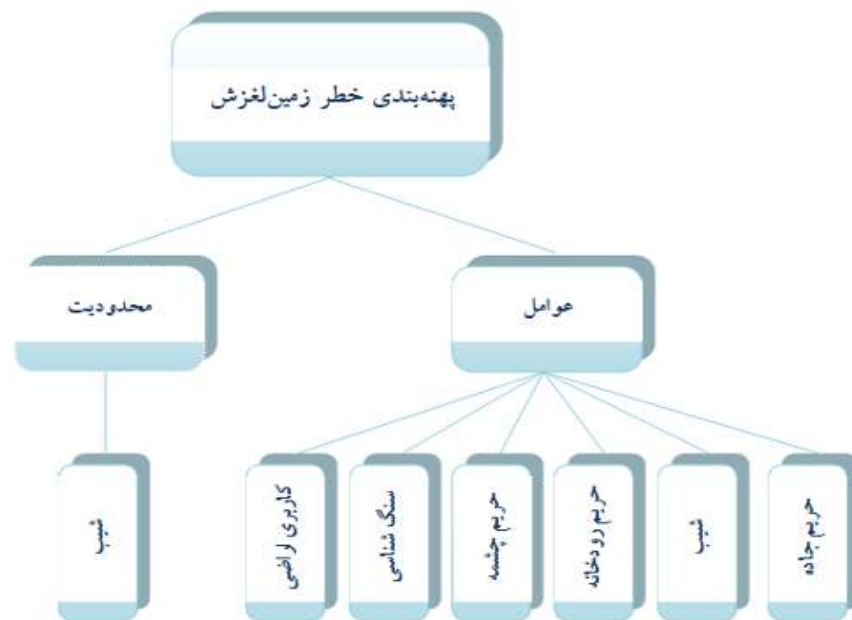 پهنه‌بندی خطر زمین‌لغزش
عوامل
محدودیت
حریم جاده
شیب
حریم رودخانه
حریم چشمه
سنگ شناسی
کاربری اراضی
شیب